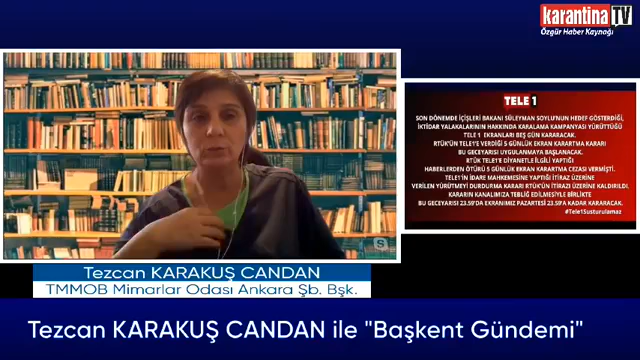 karantina TV
Özgür Haber Kaynağı
TELE 1
SON DÖNEMDE İÇİŞLERİ BAKANI SÜLEYMAN SOYLU'NUN HEDEF GÖSTERDİĞİ,
İKTİDAR YALAKALARININ HAKKINDA KARALAMA KAMPANYASI YÜRÜTTÜĞÜ
TELE 1 EKRANLARI BEŞ GÜN KARARACAK.
RTÜK'ÜN TELE1'E VERDİĞİ 5 GÜNLÜK EKRAN KARARTMA KARARI
BU GECEYARISI UYGULANMAYA BAŞLANACAK.
RTÜK TELE1'E DİYANETLE İLGİLİ YAPTIĞI
HABERLERDEN ÖTÜRÜ 5 GÜNLÜK EKRAN KARARTMA CEZASI VERMİŞTİ.
TELE1'İN İDARE MAHKEMESİNE YAPTIĞI İTİRAZ ÜZERİNE
VERİLEN YÜRÜTMEYİ DURDURMA KARARI RTÜK'ÜN İTİRAZI ÜZERİNE KALDIRILDI.
KARARIN KANALIMIZA TEBLİĞ EDİLMESİYLE BİRLİKTE
BU GECEYARISI 23.59'DA EKRANIMIZ PAZARTESİ 23.59'A KADAR KARARACAK.
#Tele1Susturulamaz
Tezcan KARAKUŞ CANDAN
TMMOB Mimarlar Odası Ankara Şb. Bşk.
Tezcan KARAKUŞ CANDAN ile "Başkent Gündemi"